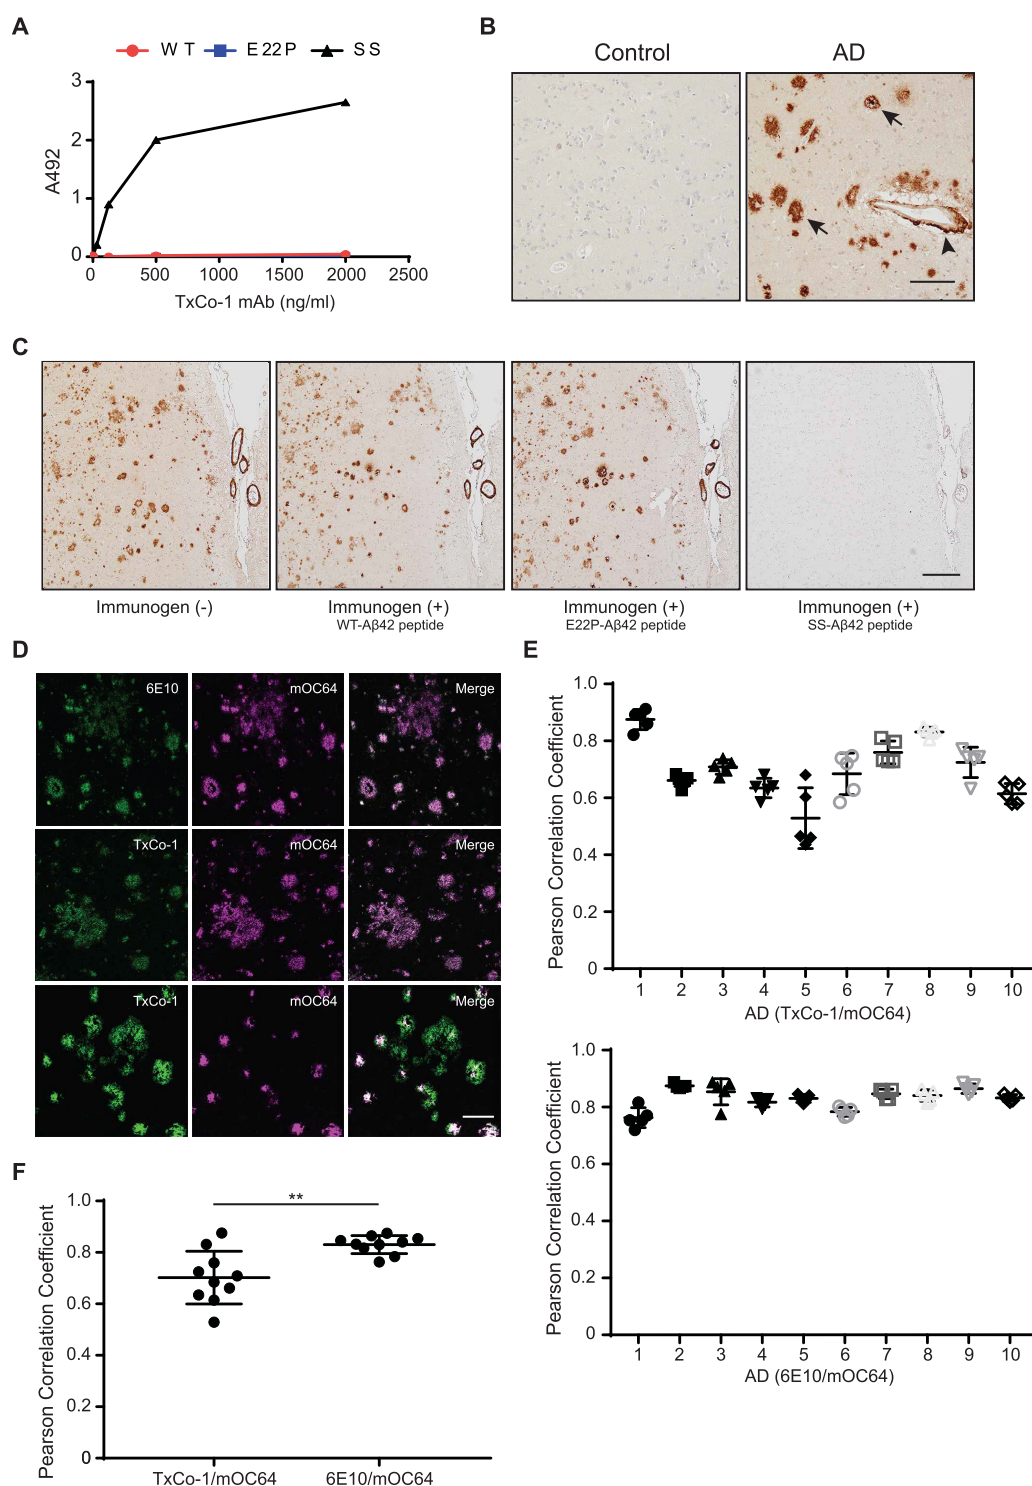 A
WT E22P SS
3
2
1
0
A492
0 500 1000 1500 2000 2500
TxCo-1 mAb (ng/ml)
B
Control AD
C
Immunogen (-)
Immunogen (+)
WT-Aβ42 peptide
Immunogen (+)
E22P-Aβ42 peptide
Immunogen (+)
SS-Aβ42 peptide
D
6E10 mOC64 Merge
TxCo-1 mOC64 Merge
TxCo-1 mOC64 Merge
E
1.0
0.8
0.6
0.4
0.2
0
Pearson Correlation Coefficient
1 2 3 4 5 6 7 8 9 10
AD (TxCo-1/mOC64)
1.0
0.8
0.6
0.4
0.2
0
Pearson Correlation Coefficient
1 2 3 4 5 6 7 8 9 10
AD (6E10/mOC64)
F
**
1.0
0.8
0.6
0.4
0.2
0
Pearson Correlation Coefficient
TxCo-1/mOC64 6E10/mOC64